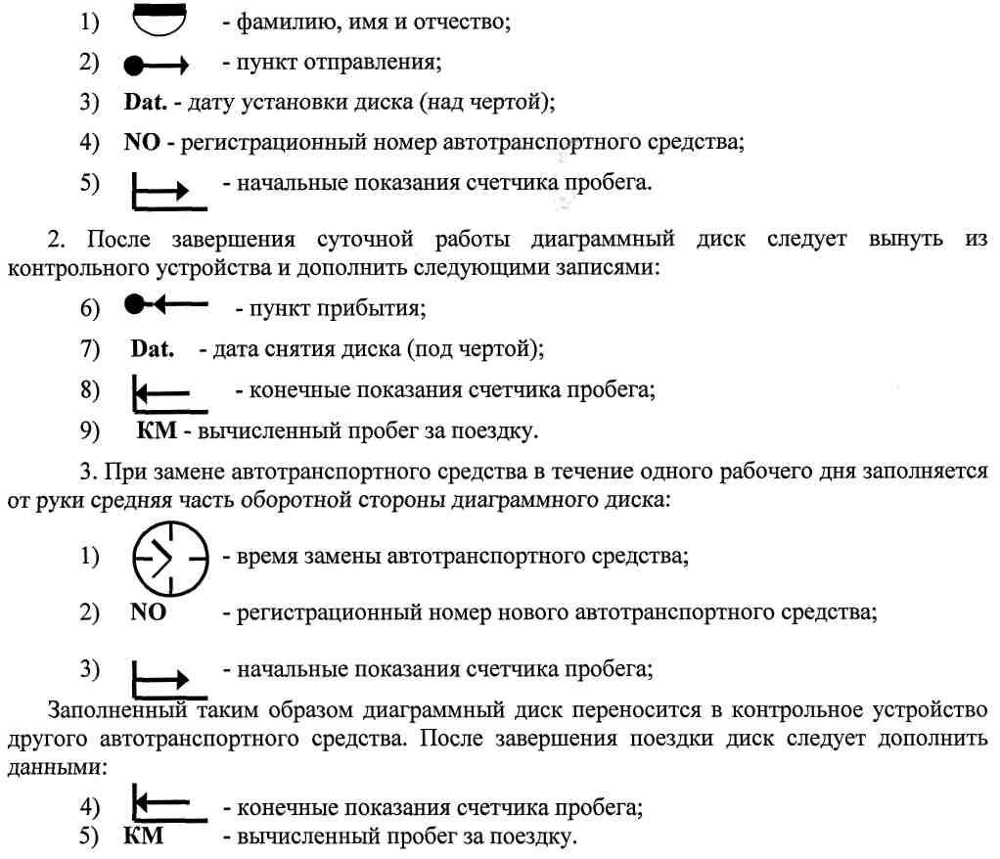 1) - фамилию, имя и отчество;
2) - пункт отправления;
3) Dat. - дату установки диска (над чертой);
4) NO - регистрационный номер автотранспортного средства;
5) - начальные показания счетчика пробега.
2. После завершения суточной работы диаграммный диск следует вынуть из
контрольного устройства и дополнить следующими записями:
6) - пункт прибытия;
7) Dat. - дата снятия диска (под чертой);
8) - конечные показания счетчика пробега;
9) КМ - вычисленный пробег за поездку.
3. При замене автотранспортного средства в течение одного рабочего дня заполняется
от руки средняя часть оборотной стороны диаграммного диска:
1) - время замены автотранспортного средства;
2) NO - регистрационный номер нового автотранспортного средства;
3) - начальные показания счетчика пробега;
Заполненный таким образом диаграммный диск переносится в контрольное устройство
другого автотранспортного средства. После завершения поездки диск следует дополнить
данными:
4) - конечные показания счетчика пробега;
5) КМ - вычисленный пробег за поездку.